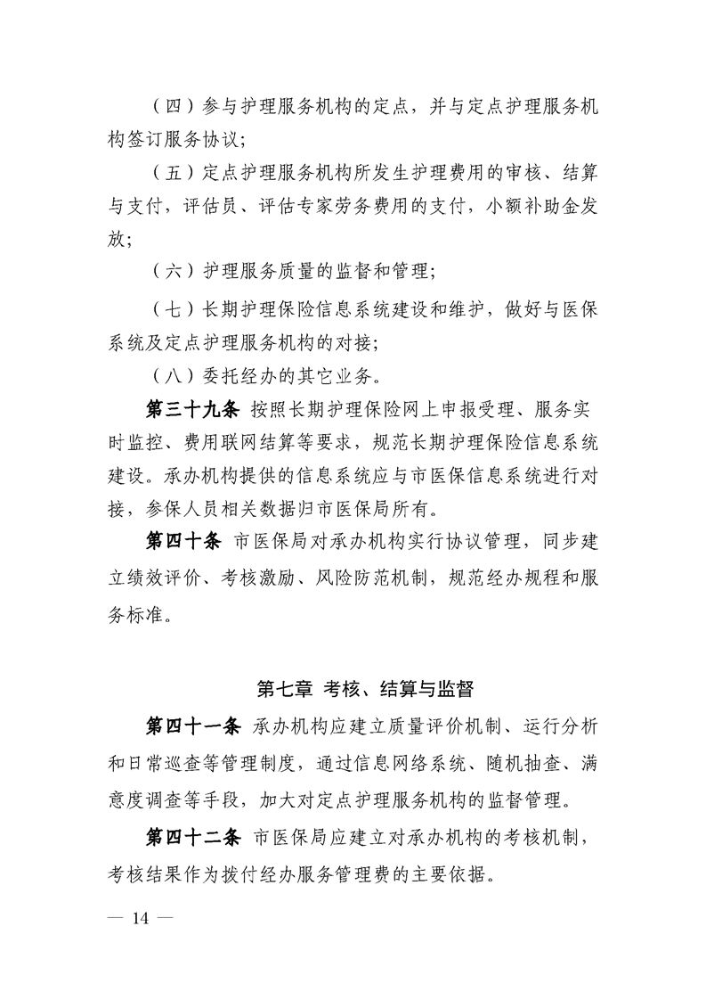 （四）参与护理服务机构的定点，并与定点护理服务机
构签订服务协议；
（五）定点护理服务机构所发生护理费用的审核、结算
与支付，评估员、评估专家劳务费用的支付，小额补助金发
放；
（六）护理服务质量的监督和管理；
（七）长期护理保险信息系统建设和维护，做好与医保
系统及定点护理服务机构的对接；
（八）委托经办的其它业务。
第三十九条 按照长期护理保险网上申报受理、服务实
时监控、费用联网结算等要求，规范长期护理保险信息系统
建设。承办机构提供的信息系统应与市医保信息系统进行对
接，参保人员相关数据归市医保局所有。
第四十条 市医保局对承办机构实行协议管理，同步建
立绩效评价、考核激励、风险防范机制，规范经办规程和服
务标准。
第七章 考核、结算与监督
第四十一条 承办机构应建立质量评价机制、运行分析
和日常巡查等管理制度，通过信息网络系统、随机抽查、满
意度调查等手段，加大对定点护理服务机构的监督管理。
第四十二条 市医保局应建立对承办机构的考核机制，
考核结果作为拨付经办服务管理费的主要依据。
— 14 —